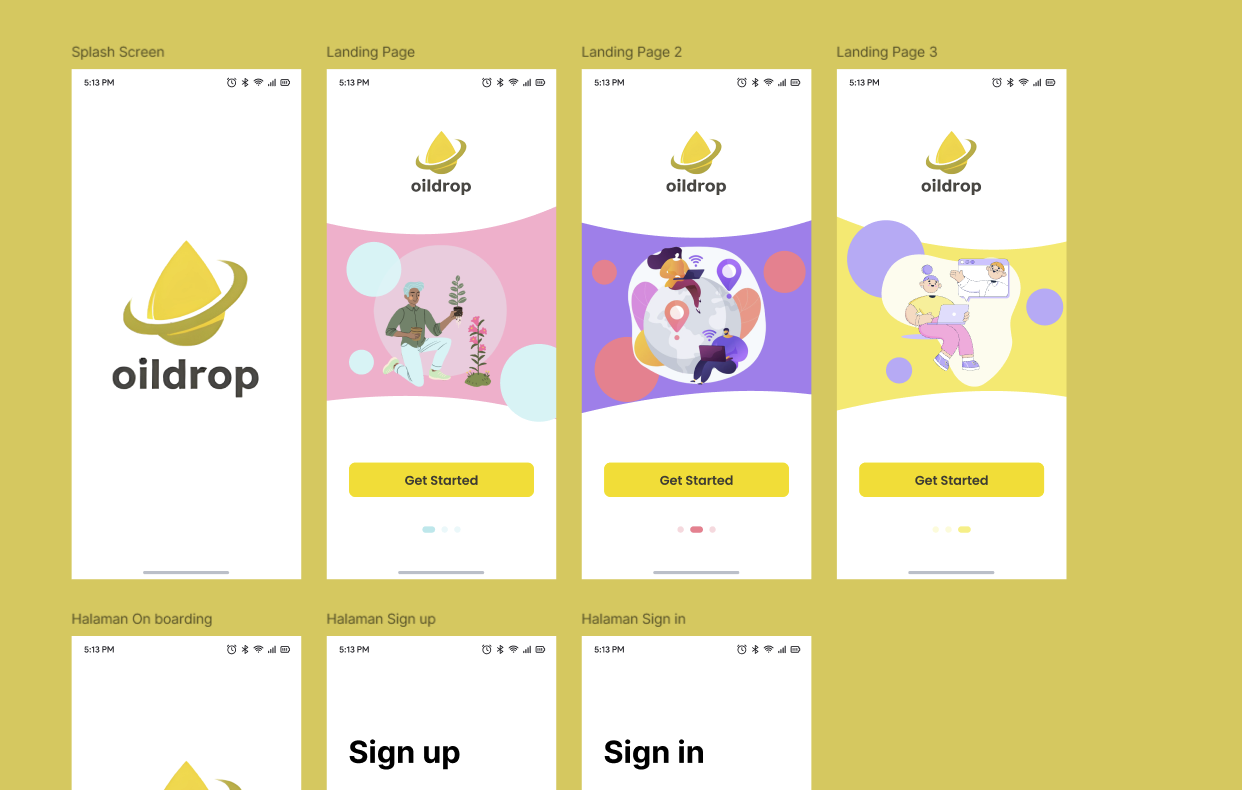 Splash Screen
Landing Page
Landing Page 2
Landing Page 3
5:13 PM
5:13 PM
5:13 PM
5:13 PM
oildrop
oildrop
oildrop
oildrop
Get Started
Get Started
Get Started
Halaman On boarding
Halaman Sign up
Halaman Sign in
5:13 PM
5:13 PM
5:13 PM
Sign up
Sign in